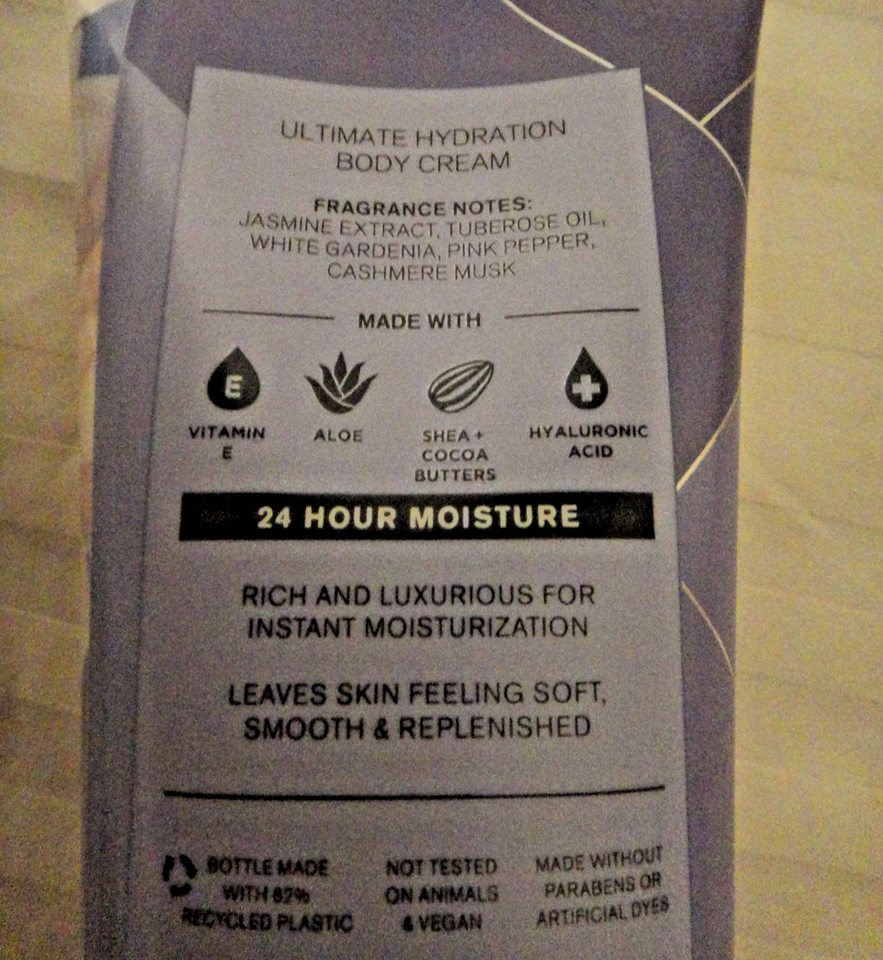 ULTIMATE HYDRATION
BODY CREAM
FRAGRANCE NOTES:
JASMINE EXTRACT, TUBEROSE OIL,
WHITE GARDENIA, PINK PEPPER,
CASHMERE MUSK
MADE WITH
E
VITAMIN
E
ALOE
SHEA +
COCOA
BUTTERS
HYALURONIC
ACID
24 HOUR MOISTURE
RICH AND LUXURIOUS FOR
INSTANT MOISTURIZATION
LEAVES SKIN FEELING SOFT,
SMOOTH & REPLENISHED
BOTTLE MADE
WITH 82%
RECYCLED PLASTIC
NOT TESTED
ON ANIMALS
& VEGAN
MADE WITHOUT
PARABENS OR
ARTIFICIAL DYES